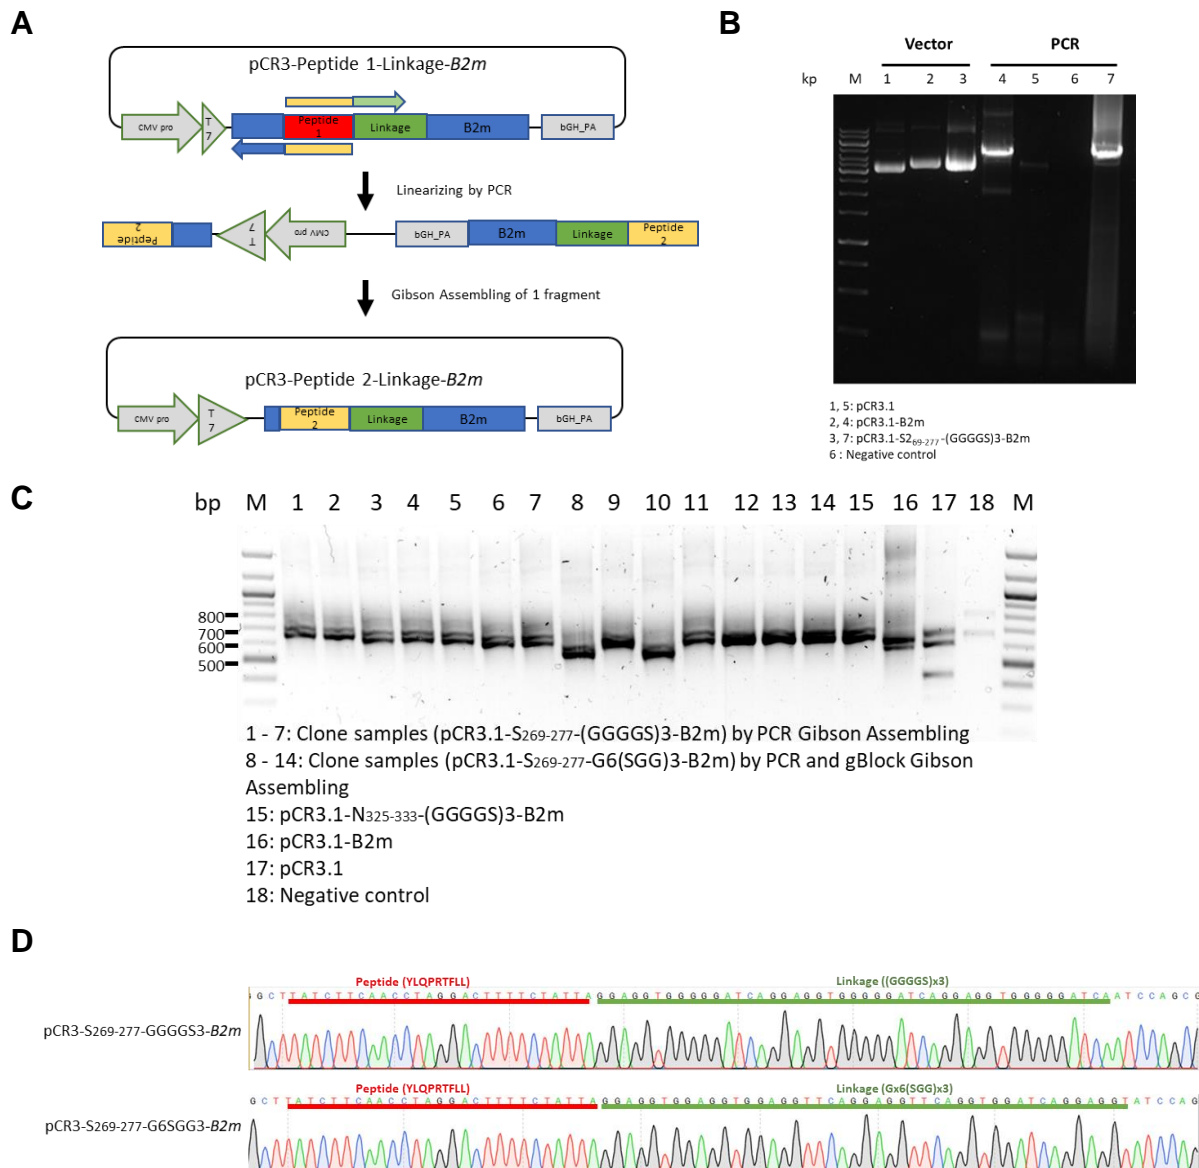 A
pCR3-Peptide 1-Linkage-B2m
CMV pro
T
7
Peptide
1
Linkage
B2m
bGH_PA
Linearizing by PCR
Peptide
2
T
7
CMV pro
bGH_PA
B2m
Linkage
Peptide
2
Gibson Assembling of 1 fragment
pCR3-Peptide 2-Linkage-B2m
CMV pro
T
7
Peptide
2
Linkage
B2m
bGH_PA
B
Vector PCR
kp M 1 2 3 4 5 6 7
1, 5: pCR3.1
2, 4: pCR3.1-B2m
3, 7: pCR3.1-S269-277-(GGGGS)3-B2m
6 : Negative control
C
bp M 1 2 3 4 5 6 7 8 9 10 11 12 13 14 15 16 17 18 M
800
700
600
500
1 - 7: Clone samples (pCR3.1-S269-277-(GGGGS)3-B2m) by PCR Gibson Assembling
8 - 14: Clone samples (pCR3.1-S269-277-G6(SGG)3-B2m) by PCR and gBlock Gibson
Assembling
15: pCR3.1-N325-333-(GGGGS)3-B2m
16: pCR3.1-B2m
17: pCR3.1
18: Negative control
D
Peptide (YLQPRTFLL) Linkage ((GGGGS)x3)
G C T T A T C T T C A A C C T A G G A C T T T T C T A T T A G G A G G T G G G G G A T C A G G A G G T G G G G G A T C A G G A G G T G G G G G A T C A A T C C A G C G
pCR3-S269-277-GGGGS3-B2m
Peptide (YLQPRTFLL) Linkage (Gx6(SGG)x3)
G C T T A T C T T C A A C C T A G G A C T T T T C T A T T A G G A G G T G G A G G T G G A G G T T C A G G A G G T T C A G G T G G A T C A G G A G G T A T C C A G
pCR3-S269-277-G6SGG3-B2m